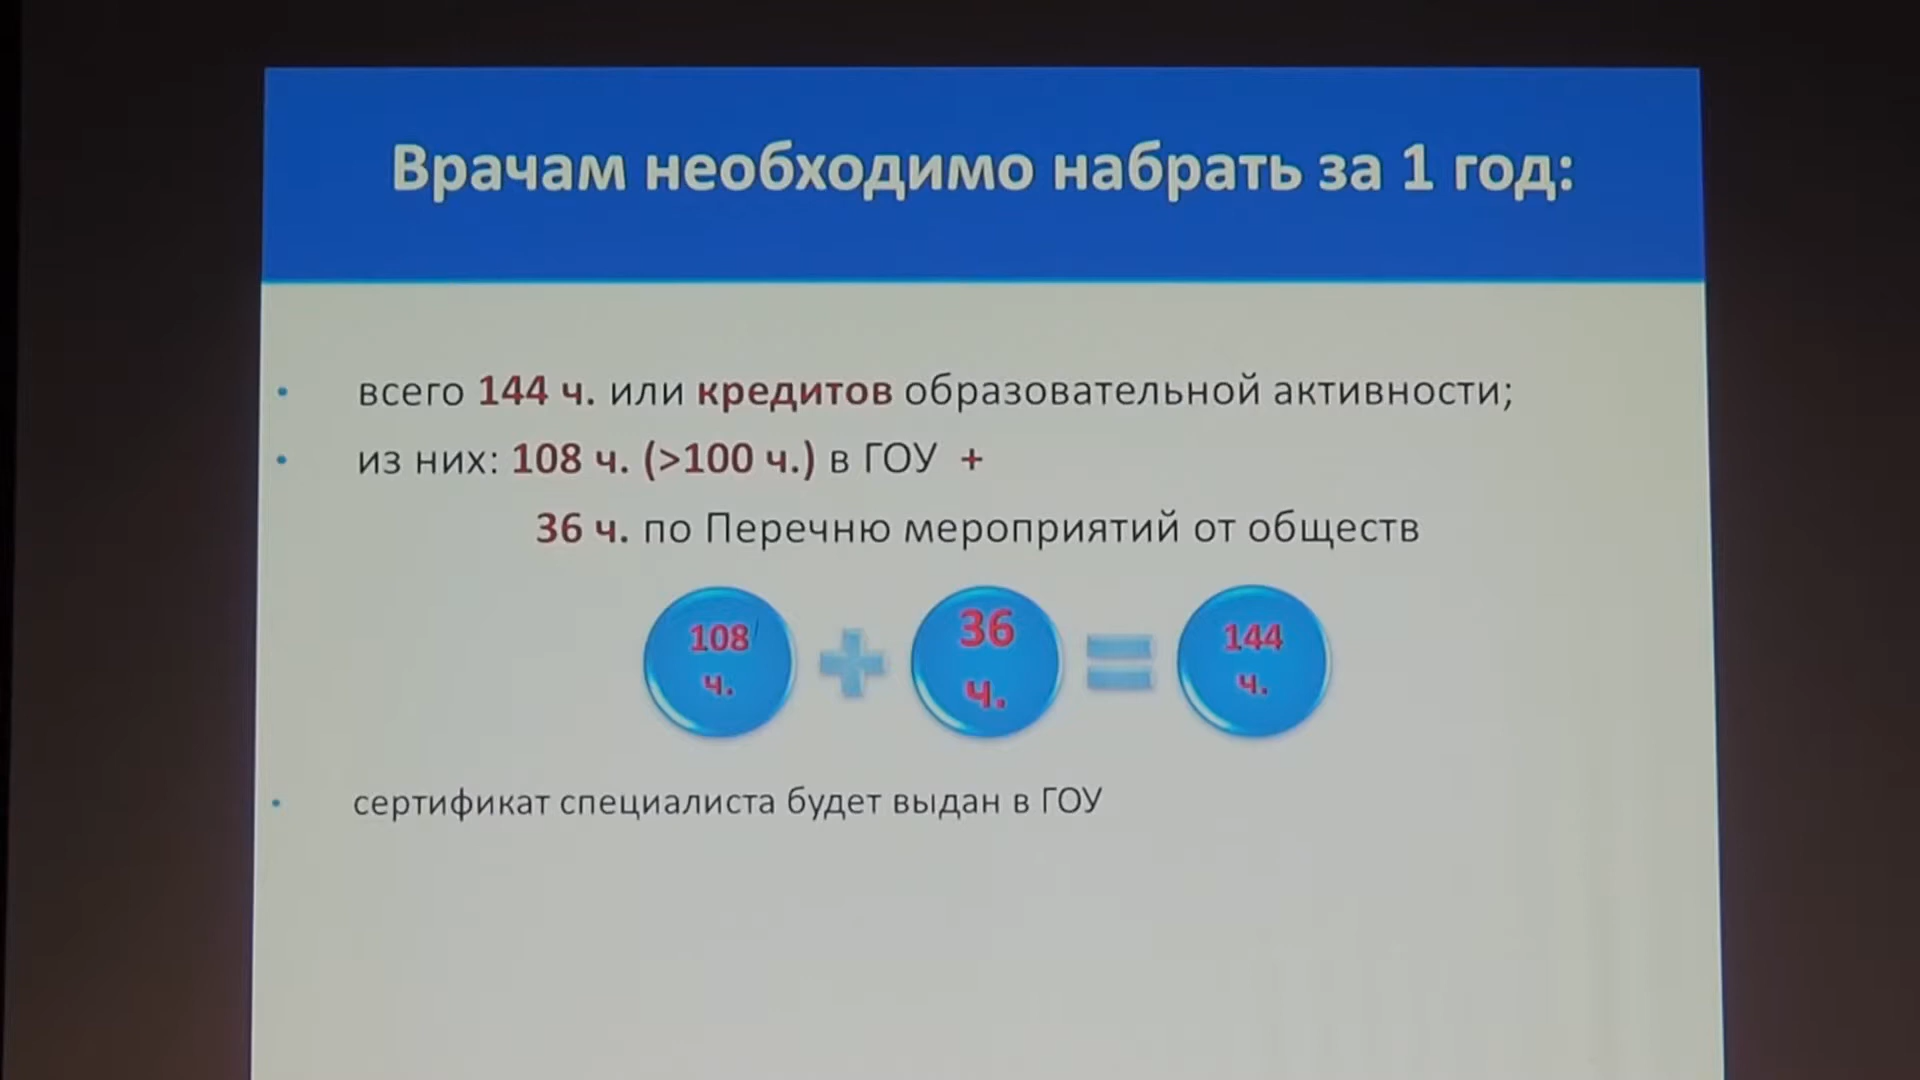 Врачам необходимо набрать за 1 год:
• всего 144 ч. или кредитов образовательной активности;
• из них: 108 ч. (>100 ч.) в ГОУ +
36 ч. по Перечню мероприятий от обществ
108 ч. + 36 ч. = 144 ч.
• сертификат специалиста будет выдан в ГОУ